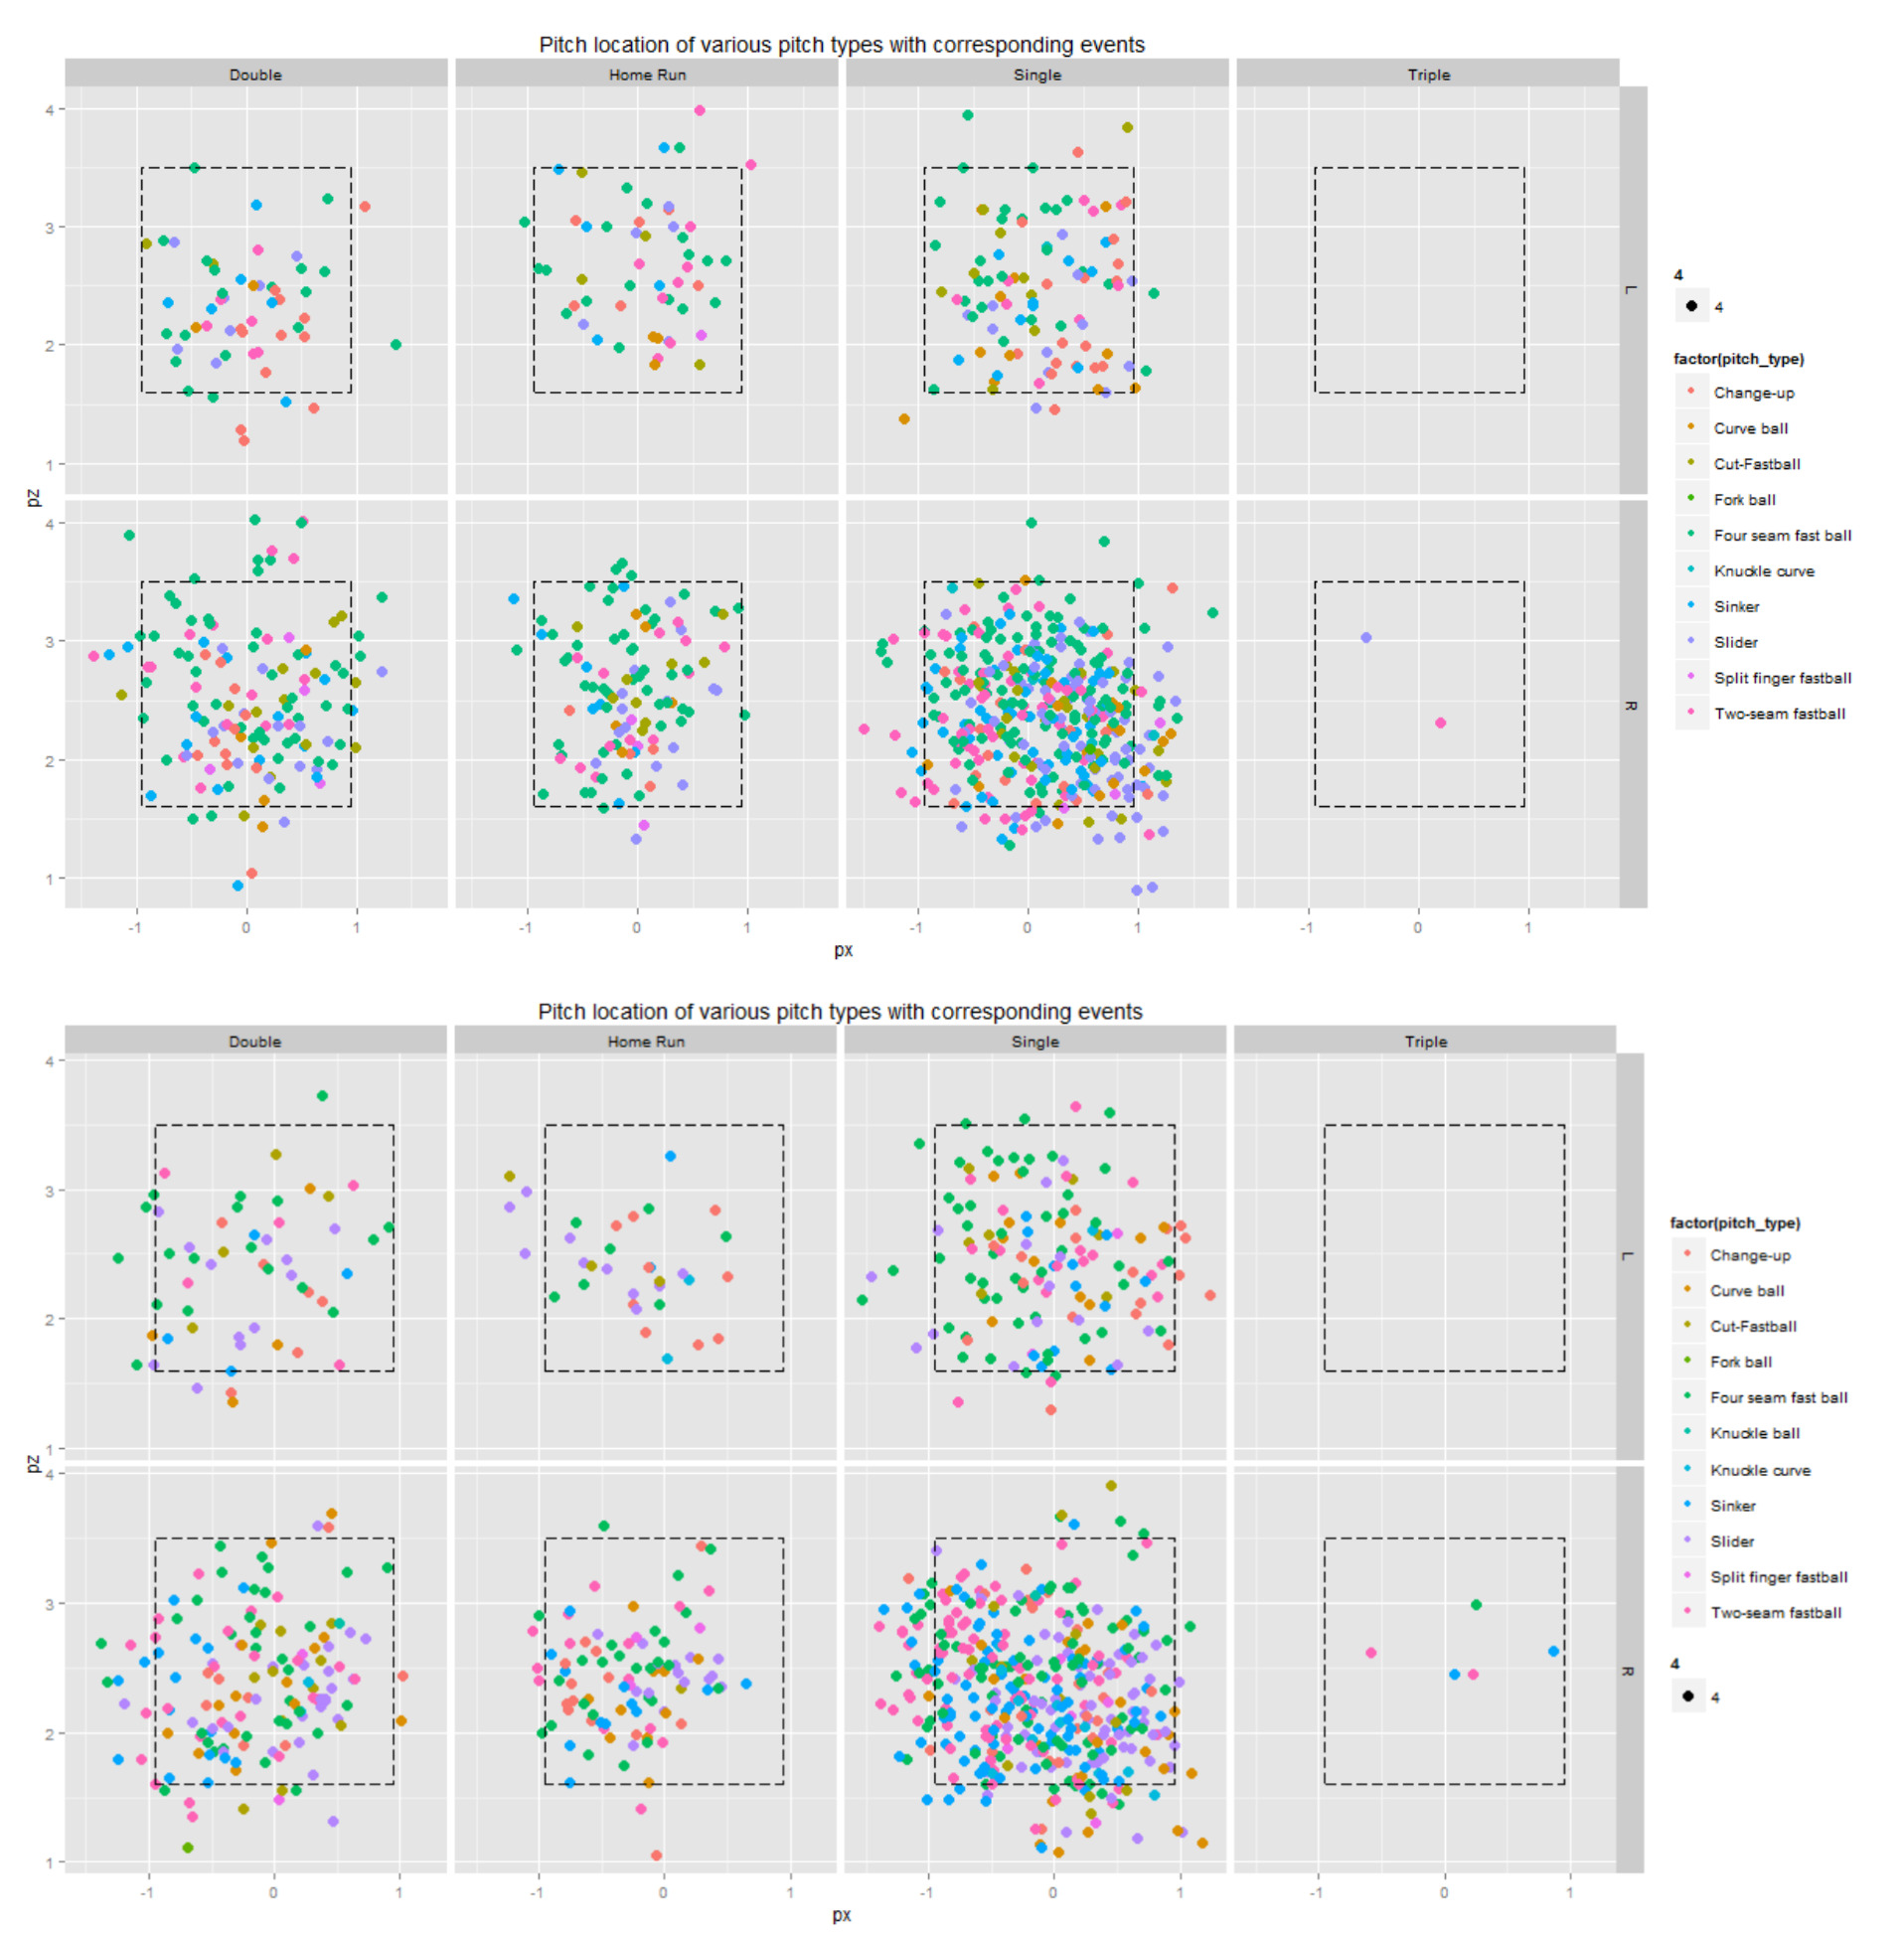 Pitch location of various pitch types with corresponding events
Double Home Run Single Triple
4
3
2
1
L
pz
4
3
2
1
R
-1 0 1 -1 0 1 -1 0 1 -1 0 1
px
4
4
factor(pitch_type)
Change-up
Curve ball
Cut-Fastball
Fork ball
Four seam fast ball
Knuckle curve
Sinker
Slider
Split finger fastball
Two-seam fastball
Pitch location of various pitch types with corresponding events
Double Home Run Single Triple
4
3
2
1
L
pz
4
3
2
1
R
-1 0 1 -1 0 1 -1 0 1 -1 0 1
px
factor(pitch_type)
Change-up
Curve ball
Cut-Fastball
Fork ball
Four seam fast ball
Knuckle ball
Knuckle curve
Sinker
Slider
Split finger fastball
Two-seam fastball
4
4